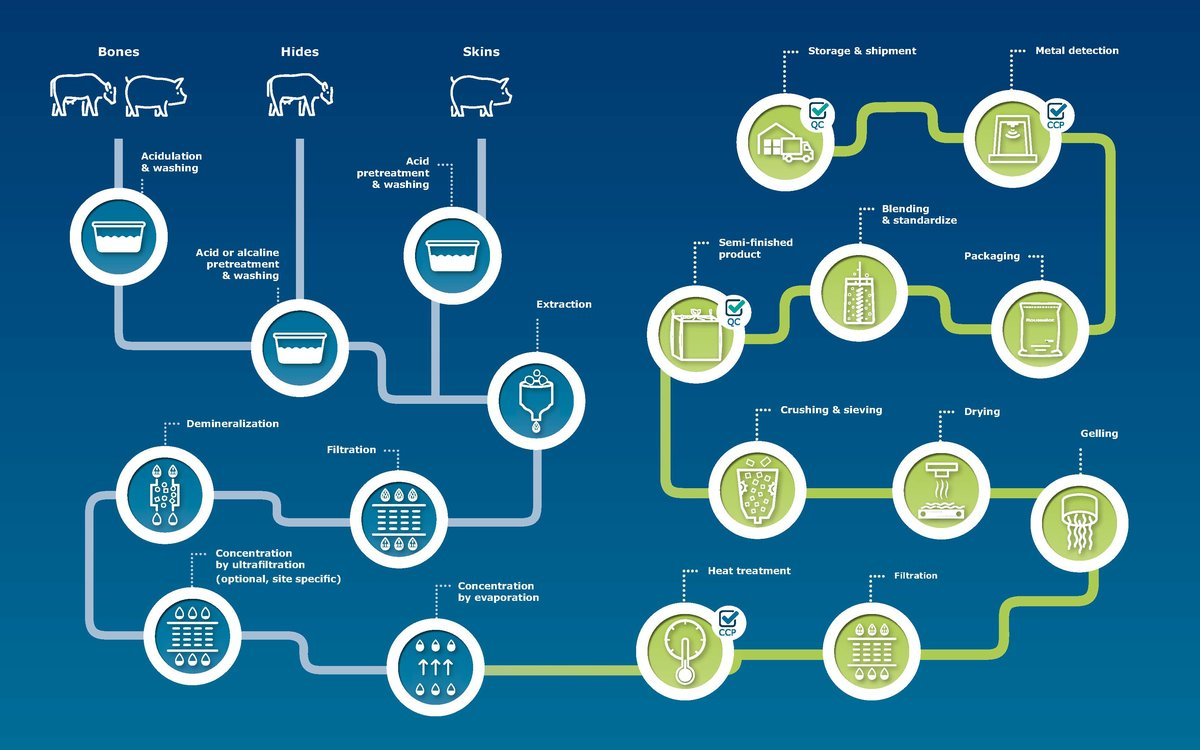 Bones
Hides
Skins
Acidulation
& washing
Acid
pretreatment
& washing
Acid or alcaline
pretreatment
& washing
Extraction
Demineralization
Filtration
Concentration
by ultrafiltration
(optional, site specific)
Concentration
by evaporation
Storage & shipment
QC
Metal detection
CCP
Blending
& standardize
Semi-finished
product
QC
Packaging
Rousselot
Crushing & sieving
Drying
Gelling
Heat treatment
CCP
Filtration